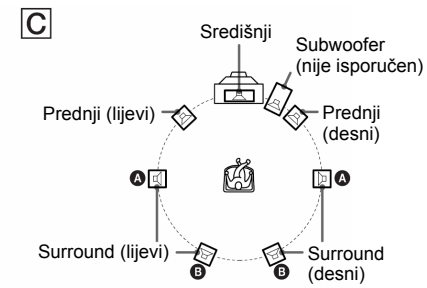 C
Središnji
Subwoofer
(nije isporučen)
Prednji (lijevi)
Prednji
(desni)
A
A
Surround (lijevi)
Surround
(desni)
B
B